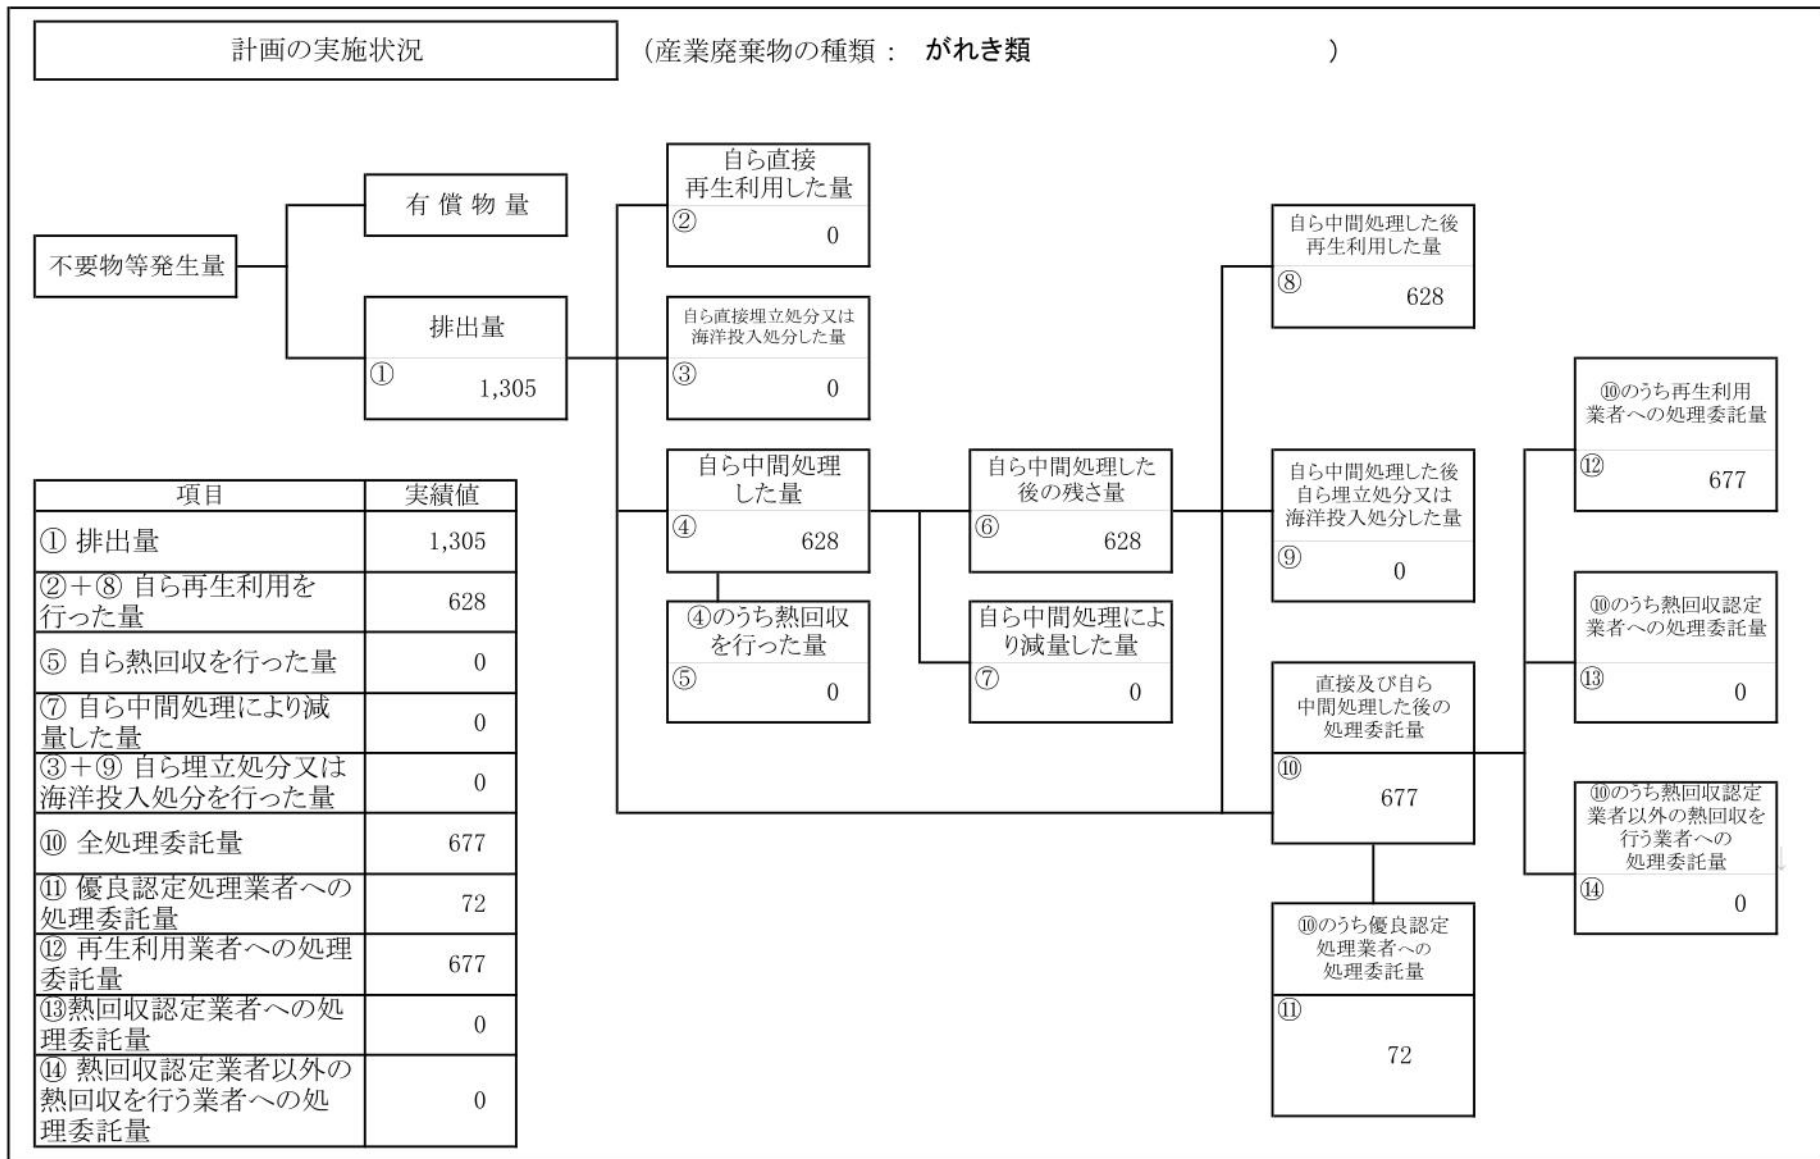 計画の実施状況
(産業廃棄物の種類： がれき類 )
不要物等発生量
有 償 物 量
排出量
① 1,305
自ら直接
再生利用した量
② 0
自ら直接埋立処分又は
海洋投入処分した量
③ 0
自ら中間処理
した量
④ 628
④のうち熱回収
を行った量
⑤ 0
自ら中間処理した
後の残さ量
⑥ 628
自ら中間処理によ
り減量した量
⑦ 0
自ら中間処理した後
再生利用した量
⑧ 628
自ら中間処理した後
自ら埋立処分又は
海洋投入処分した量
⑨ 0
直接及び自ら
中間処理した後の
処理委託量
⑩ 677
⑩のうち優良認定
処理業者への
処理委託量
⑪ 72
⑩のうち再生利用
業者への処理委託量
⑫ 677
⑩のうち熱回収認定
業者への処理委託量
⑬ 0
⑩のうち熱回収認定
業者以外の熱回収を
行う業者への
処理委託量
⑭ 0
↓
項目 実績値
① 排出量 1,305
②＋⑧ 自ら再生利用を
行った量 628
⑤ 自ら熱回収を行った量 0
⑦ 自ら中間処理により減
量した量 0
③＋⑨ 自ら埋立処分又は
海洋投入処分を行った量 0
⑩ 全処理委託量 677
⑪ 優良認定処理業者への
処理委託量 72
⑫ 再生利用業者への処理
委託量 677
⑬熱回収認定業者への処
理委託量 0
⑭ 熱回収認定業者以外の
熱回収を行う業者への処
理委託量 0